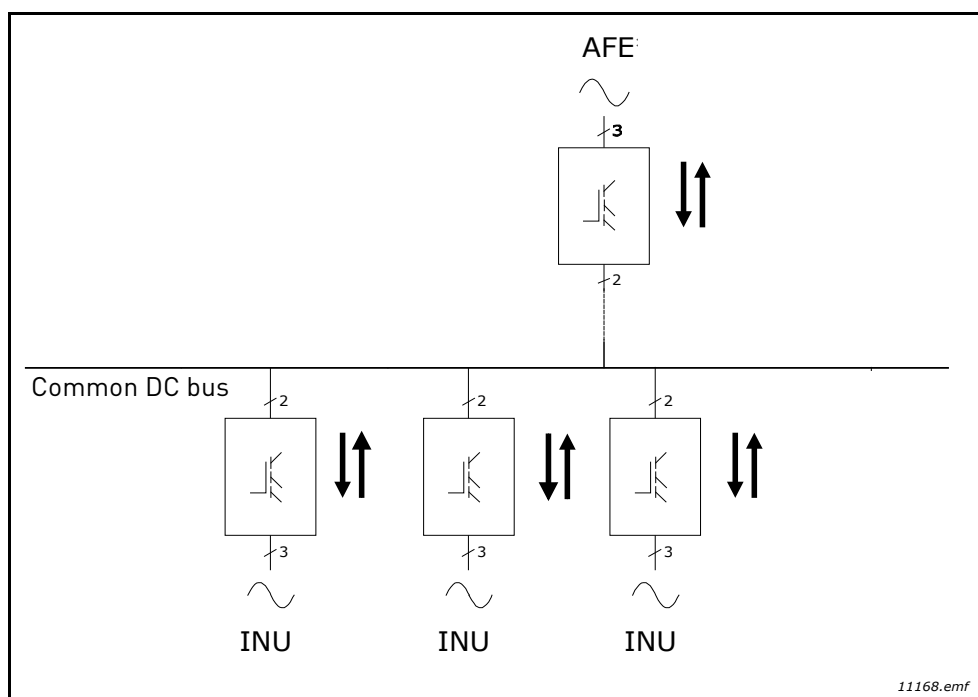 AFE
3
2
Common DC bus
2 2 2
3 3 3
INU INU INU
11168.emf